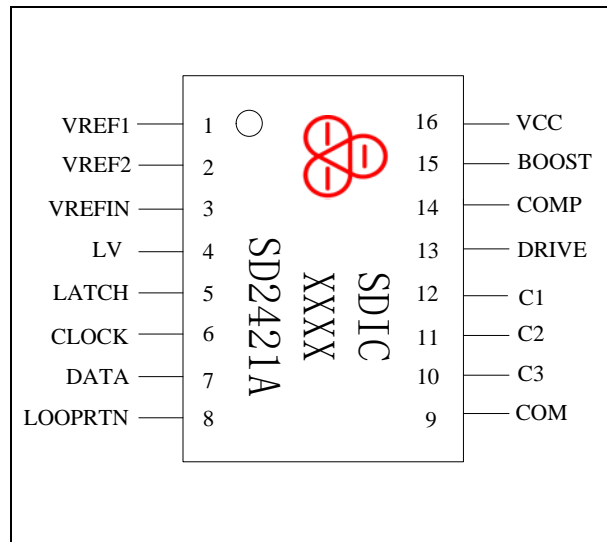 VREF1 1 16 VCC
VREF2 2 15 BOOST
VREFIN 3 14 COMP
LV 4 13 DRIVE
LATCH 5 12 C1
CLOCK 6 11 C2
DATA 7 10 C3
LOOPRTN 8 9 COM
SDIC
XXXX
SD2421A